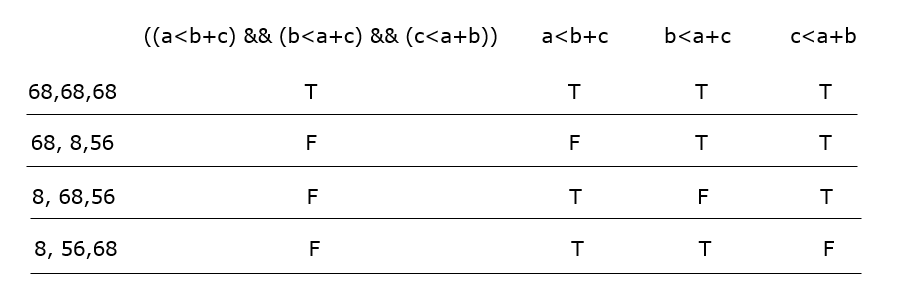 ((a<b+c) && (b<a+c) && (c<a+b)) a<b+c b<a+c c<a+b
68,68,68 T T T T
68, 8,56 F F T T
8, 68,56 F T F T
8, 56,68 F T T F